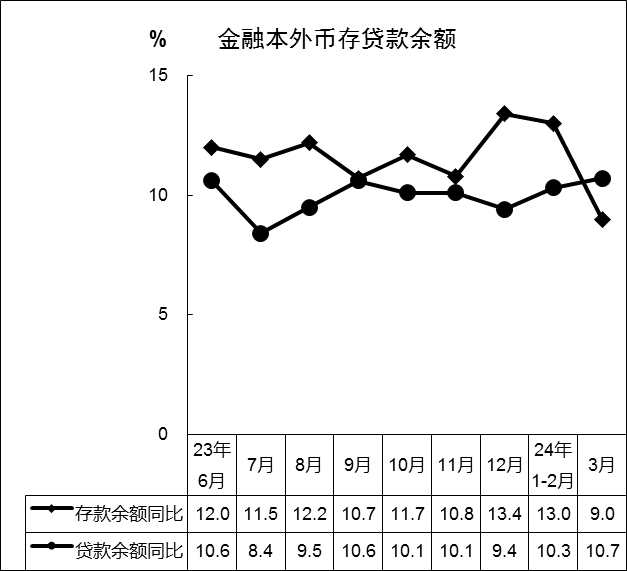 % 金融本外币存贷款余额
15
10
5
0
23年 6月 7月 8月 9月 10月 11月 12月 24年 1-2月 3月
存款余额同比 12.0 11.5 12.2 10.7 11.7 10.8 13.4 13.0 9.0
贷款余额同比 10.6 8.4 9.5 10.6 10.1 10.1 9.4 10.3 10.7